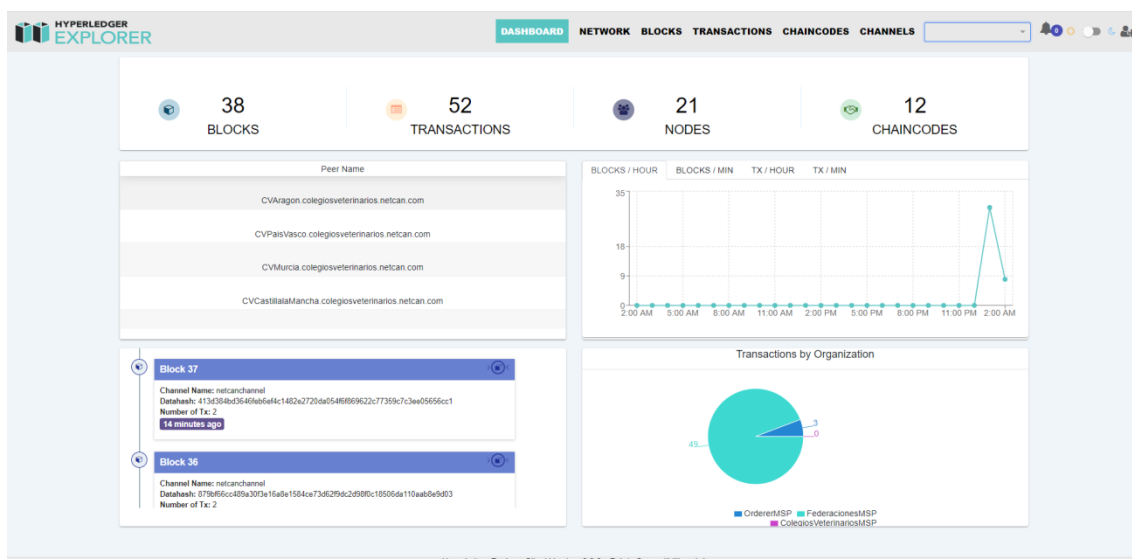 HYPERLEDGER
EXPLORER
DASHBOARD NETWORK BLOCKS TRANSACTIONS CHAINCODES CHANNELS
0
38
BLOCKS
52
TRANSACTIONS
21
NODES
12
CHAINCODES
Peer Name
CVAragon.colegiosveterinarios.netcan.com
CVPaisVasco.colegiosveterinarios.netcan.com
CVMurcia.colegiosveterinarios.netcan.com
CVCastillalaMancha.colegiosveterinarios.netcan.com
BLOCKS / HOUR BLOCKS / MIN TX / HOUR TX / MIN
35
18
9
0
2:00 AM 5:00 AM 8:00 AM 11:00 AM 2:00 PM 5:00 PM 8:00 PM 11:00 PM 2:00 AM
Block 37
Channel Name: netcanchannel
Datahash: 413d384bd3646feb6ef4c1482e2720da054f6f869622c77359c7c3ee05656cc1
Number of Tx: 2
14 minutes ago
Block 36
Channel Name: netcanchannel
Datahash: 879bf66cc489a30f3e16a8e1584ce73d62f9dc2d98f0c18506da110aab8e9d03
Number of Tx: 2
Transactions by Organization
3
0
49
OrdererMSP FederacionesMSP
ColegiosVeterinariosMSP